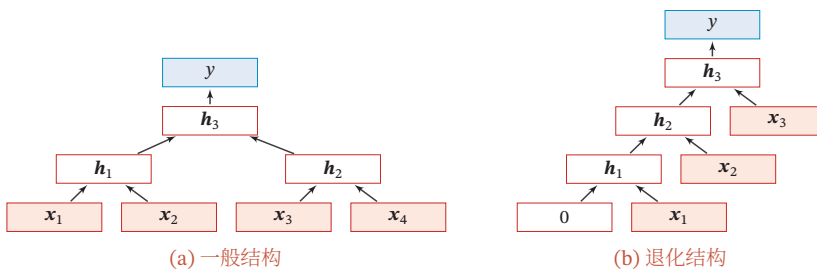 y
h₃
h₁ h₂
x₁ x₂ x₃ x₄
(a) 一般结构
y
h₃
h₂ x₃
h₁ x₂
0 x₁
(b) 退化结构